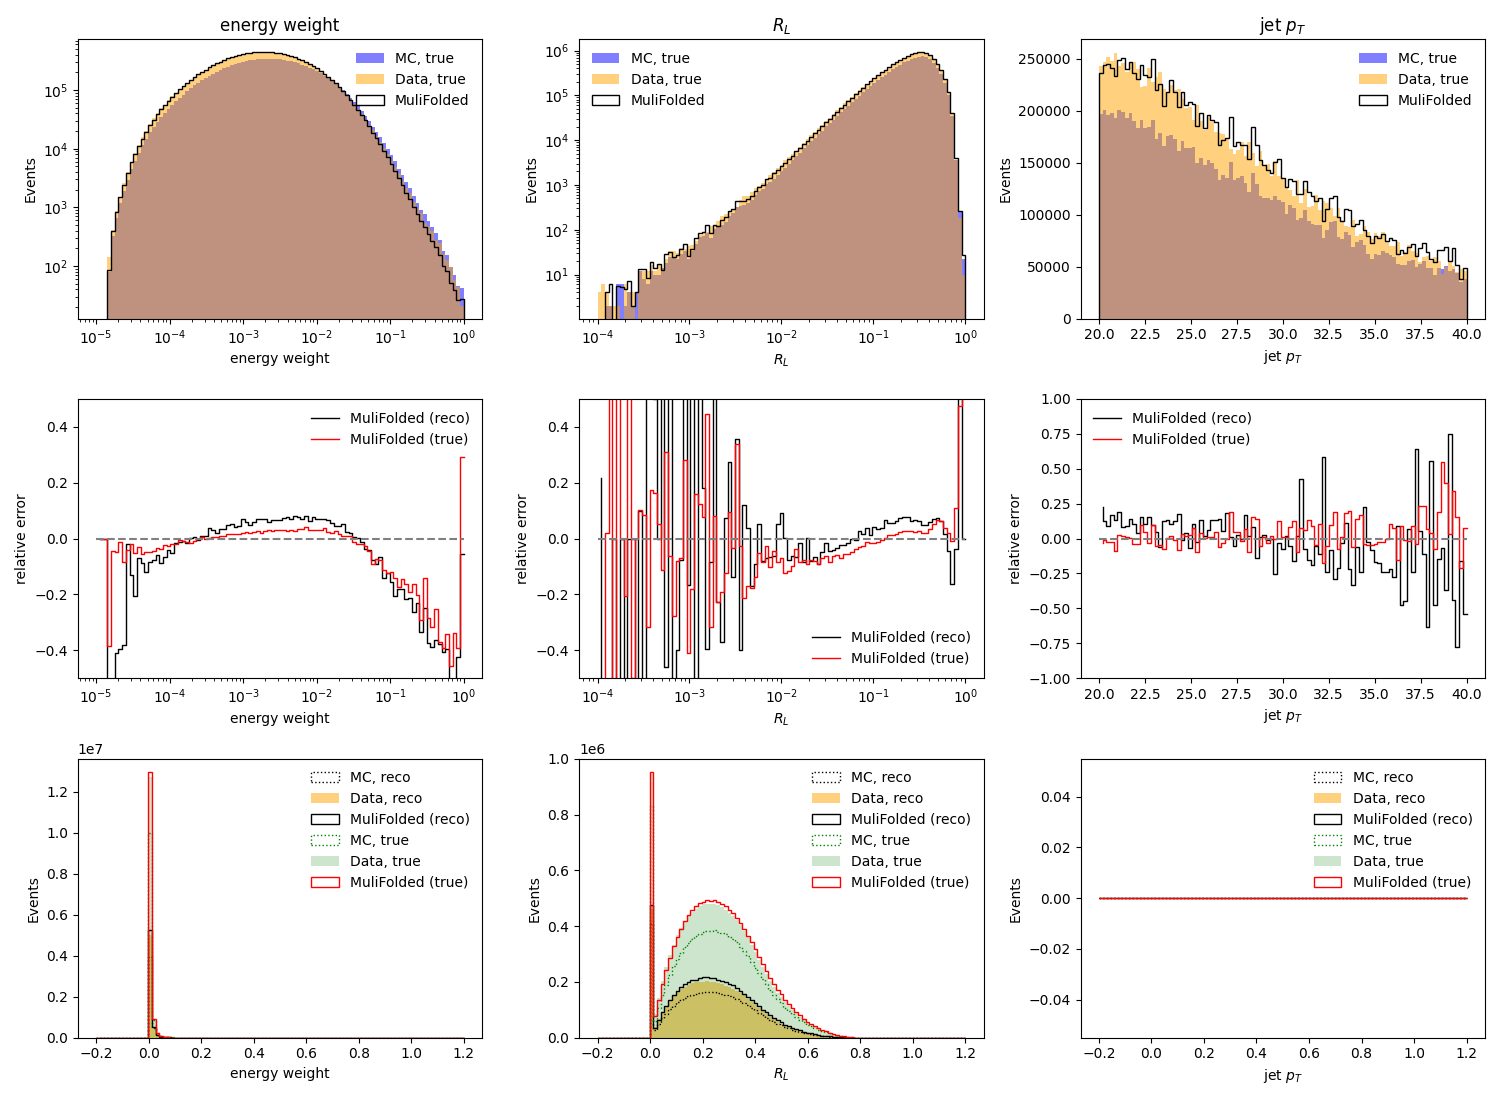 energy weight
R_L
jet p_T
Events
10^5
10^4
10^3
10^2
10^-5
10^-4
10^-3
10^-2
10^-1
10^0
energy weight
MC, true
Data, true
MuliFolded
Events
10^6
10^5
10^4
10^3
10^2
10^1
10^-4
10^-3
10^-2
10^-1
10^0
R_L
MC, true
Data, true
MuliFolded
Events
250000
200000
150000
100000
50000
0
20.0 22.5 25.0 27.5 30.0 32.5 35.0 37.5 40.0
jet p_T
MC, true
Data, true
MuliFolded
relative error
0.4
0.2
0.0
−0.2
−0.4
10^-5
10^-4
10^-3
10^-2
10^-1
10^0
energy weight
MuliFolded (reco)
MuliFolded (true)
relative error
0.4
0.2
0.0
−0.2
−0.4
10^-4
10^-3
10^-2
10^-1
10^0
R_L
MuliFolded (reco)
MuliFolded (true)
relative error
1.00
0.75
0.50
0.25
0.00
−0.25
−0.50
−0.75
−1.00
20.0 22.5 25.0 27.5 30.0 32.5 35.0 37.5 40.0
jet p_T
MuliFolded (reco)
MuliFolded (true)
1e7
Events
1.2
1.0
0.8
0.6
0.4
0.2
0.0
−0.2 0.0 0.2 0.4 0.6 0.8 1.0 1.2
energy weight
MC, reco
Data, reco
MuliFolded (reco)
MC, true
Data, true
MuliFolded (true)
1e6
Events
1.0
0.8
0.6
0.4
0.2
0.0
−0.2 0.0 0.2 0.4 0.6 0.8 1.0 1.2
R_L
MC, reco
Data, reco
MuliFolded (reco)
MC, true
Data, true
MuliFolded (true)
Events
0.04
0.02
0.00
−0.02
−0.04
−0.2 0.0 0.2 0.4 0.6 0.8 1.0 1.2
jet p_T
MC, reco
Data, reco
MuliFolded (reco)
MC, true
Data, true
MuliFolded (true)